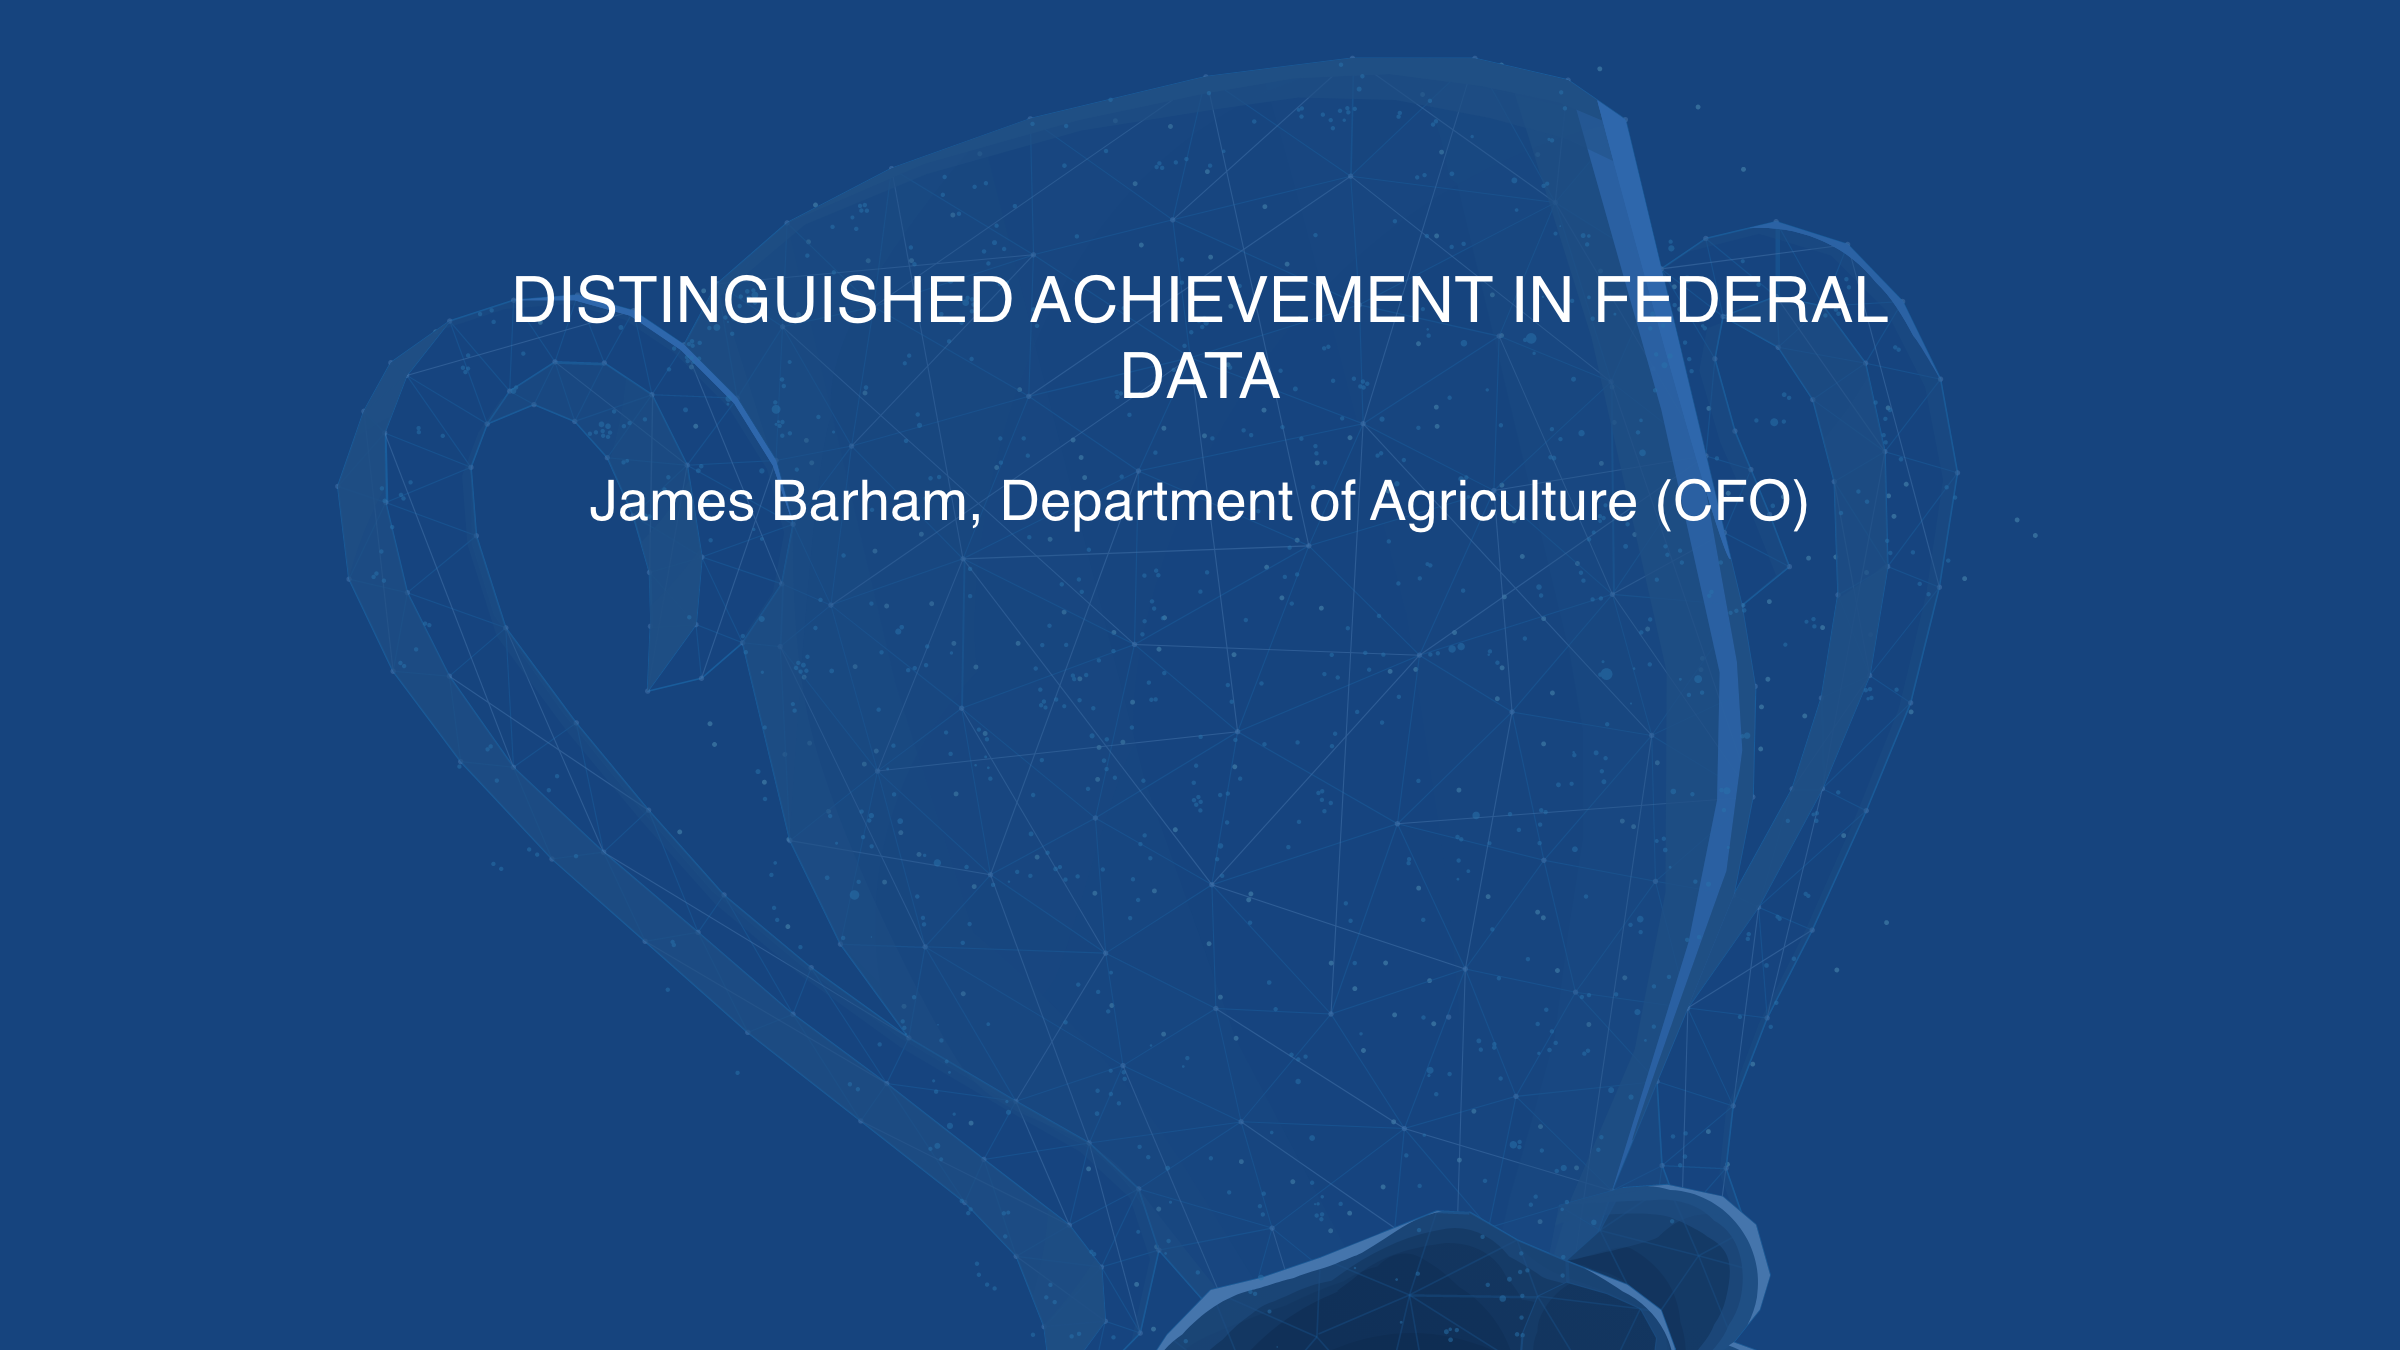 DISTINGUISHED ACHIEVEMENT IN FEDERAL
DATA
James Barham, Department of Agriculture (CFO)